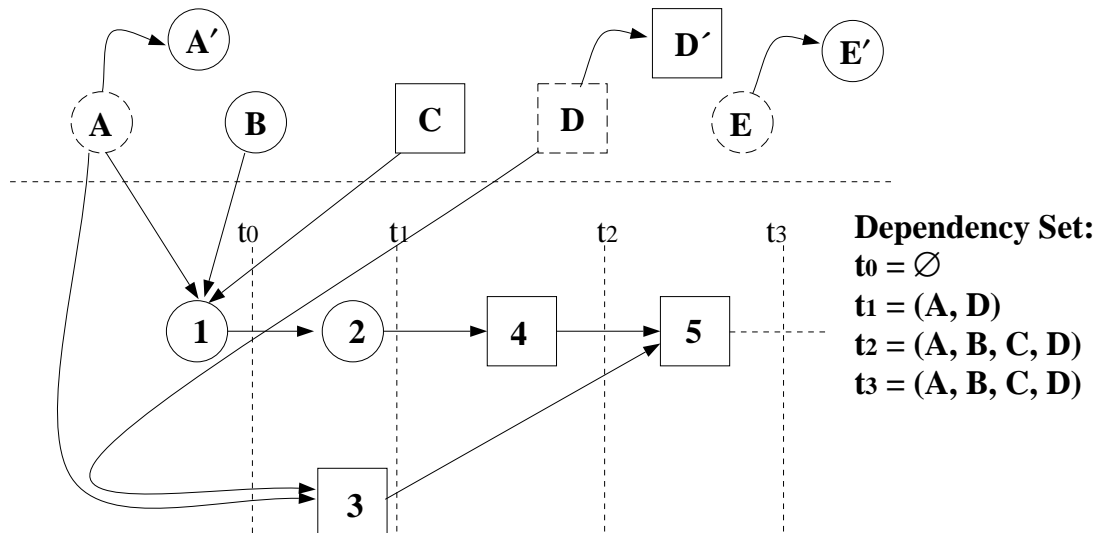 A′
D´
E′
A
B
C
D
E
t0
t1
t2
t3
Dependency Set:
t0 = ∅
t1 = (A, D)
t2 = (A, B, C, D)
t3 = (A, B, C, D)
1
2
4
5
3